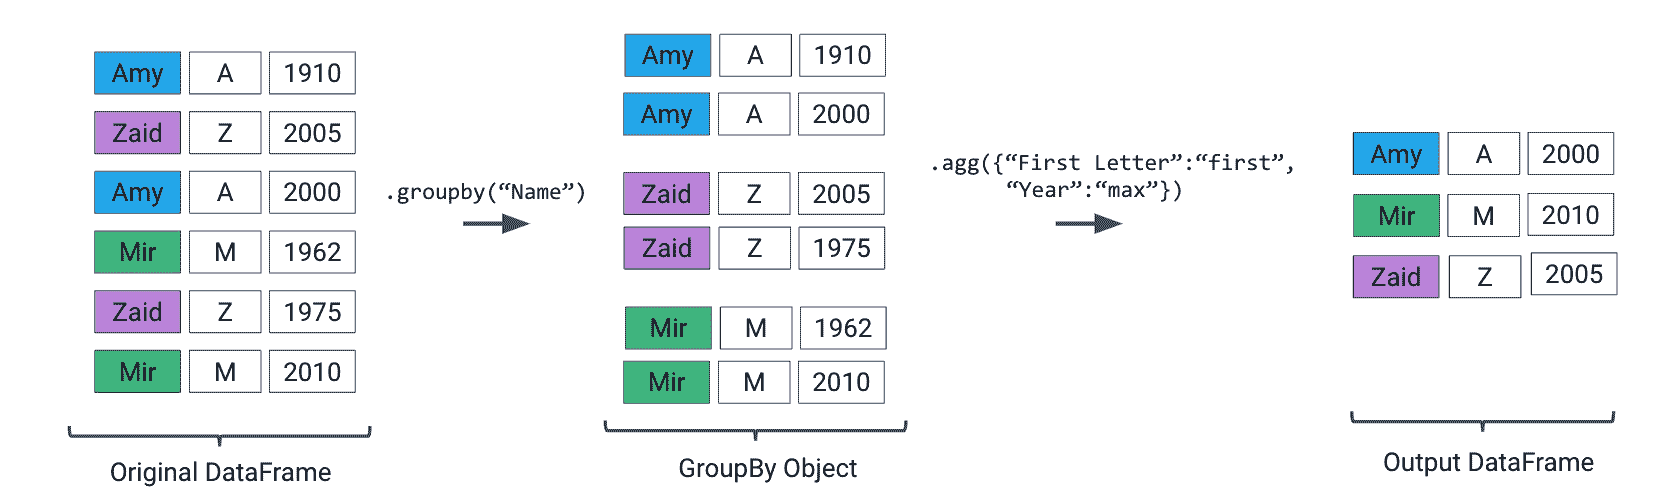 Amy A 1910
Zaid Z 2005
Amy A 2000
Mir M 1962
Zaid Z 1975
Mir M 2010
Original DataFrame
.groupby(“Name”)
Amy A 1910
Amy A 2000
Zaid Z 2005
Zaid Z 1975
Mir M 1962
Mir M 2010
GroupBy Object
.agg({“First Letter”:“first”,
“Year”:“max”})
Amy A 2000
Mir M 2010
Zaid Z 2005
Output DataFrame